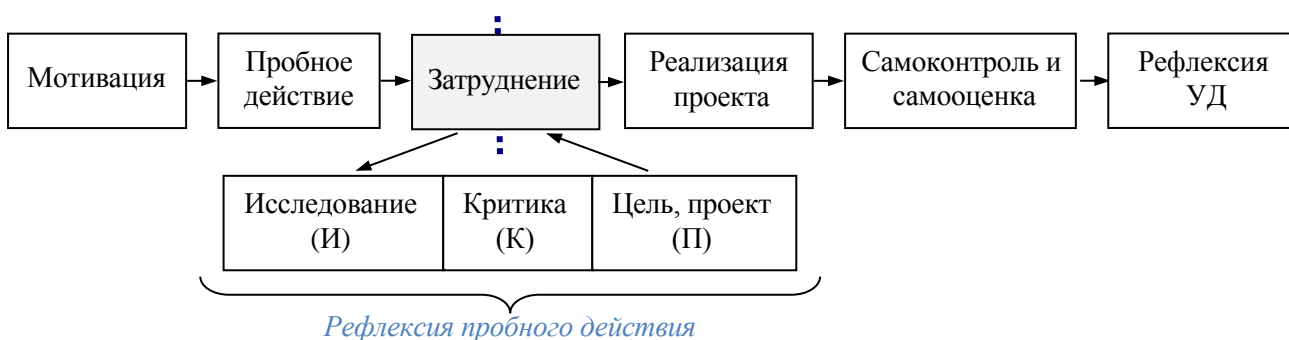 Мотивация
Пробное
действие
Затруднение
Реализация
проекта
Самоконтроль и
самооценка
Рефлексия
УД
Исследование
(И)
Критика
(К)
Цель, проект
(П)
Рефлексия пробного действия